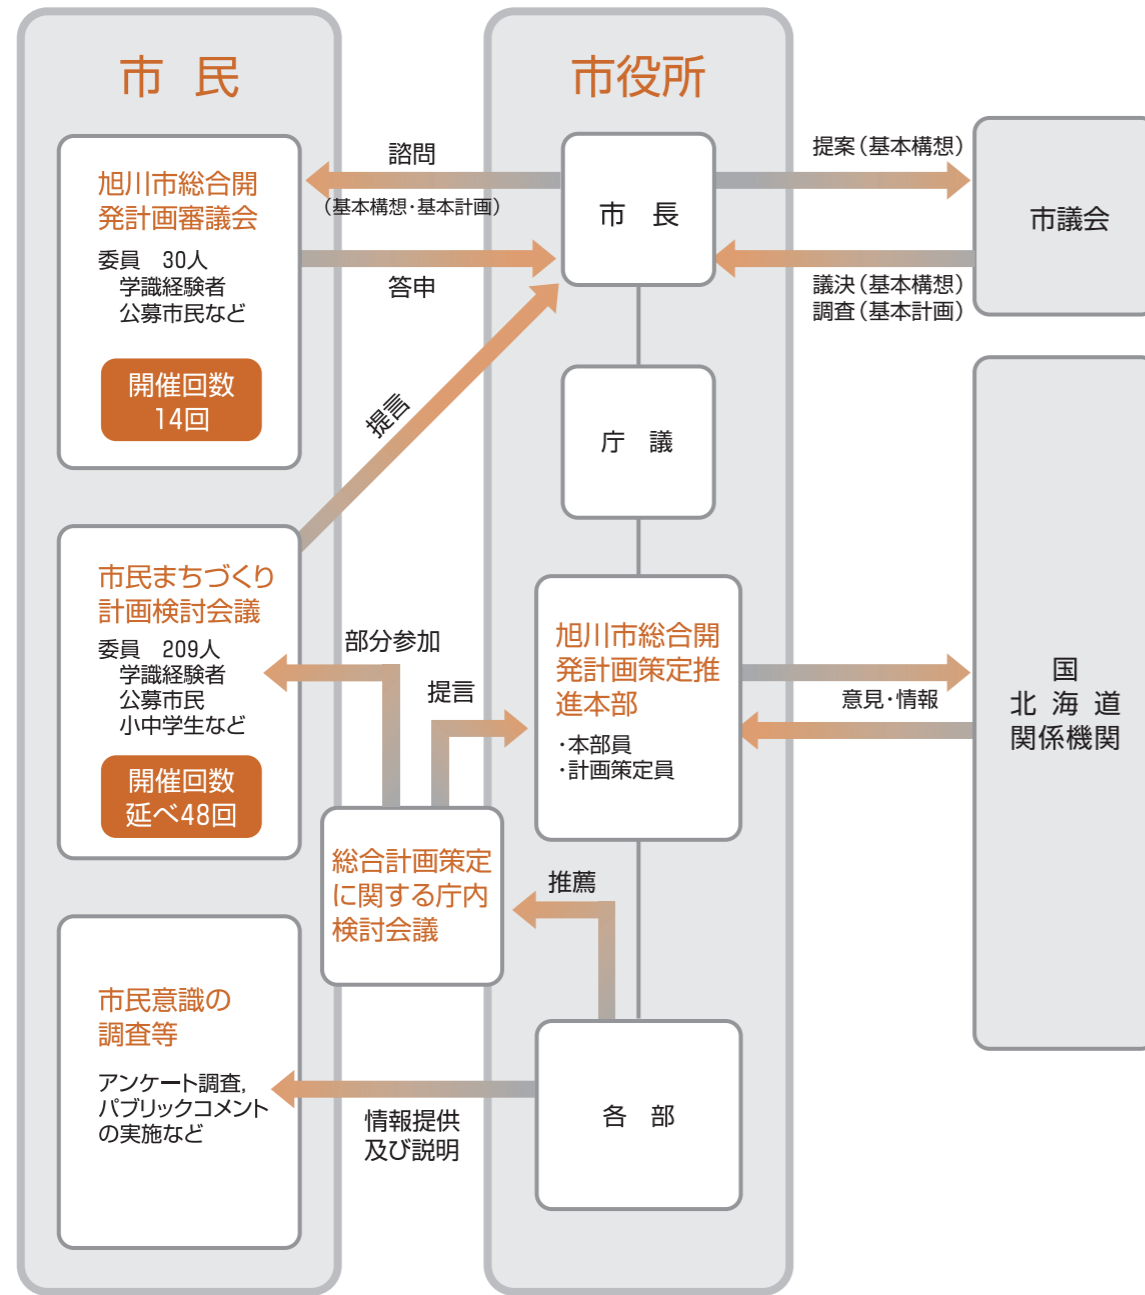 市 民
旭川市総合開
発計画審議会
委員　30人
学識経験者
公募市民など
開催回数
14回
市民まちづくり
計画検討会議
委員　209人
学識経験者
公募市民
小中学生など
開催回数
延べ48回
市民意識の
調査等
アンケート調査,
パブリックコメント
の実施など
諮問
(基本構想・基本計画)
答申
提言
部分参加
提言
総合計画策定
に関する庁内
検討会議
推薦
情報提供
及び説明
市役所
市　長
庁　議
旭川市総合開
発計画策定推
進本部
・本部員
・計画策定員
各　部
提案(基本構想)
議決(基本構想)
調査(基本計画)
意見・情報
市議会
国
北 海 道
関係機関